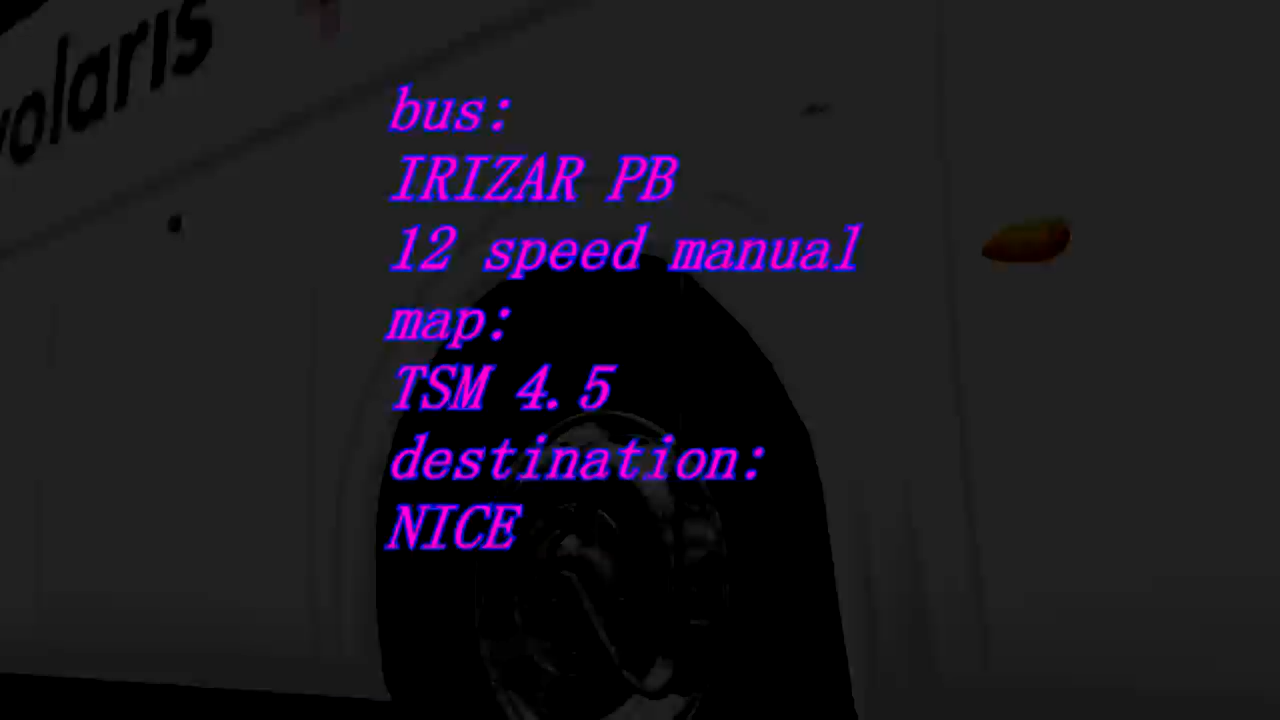 volaris
bus:
IRIZAR PB
12 speed manual
map:
TSM 4.5
destination:
NICE